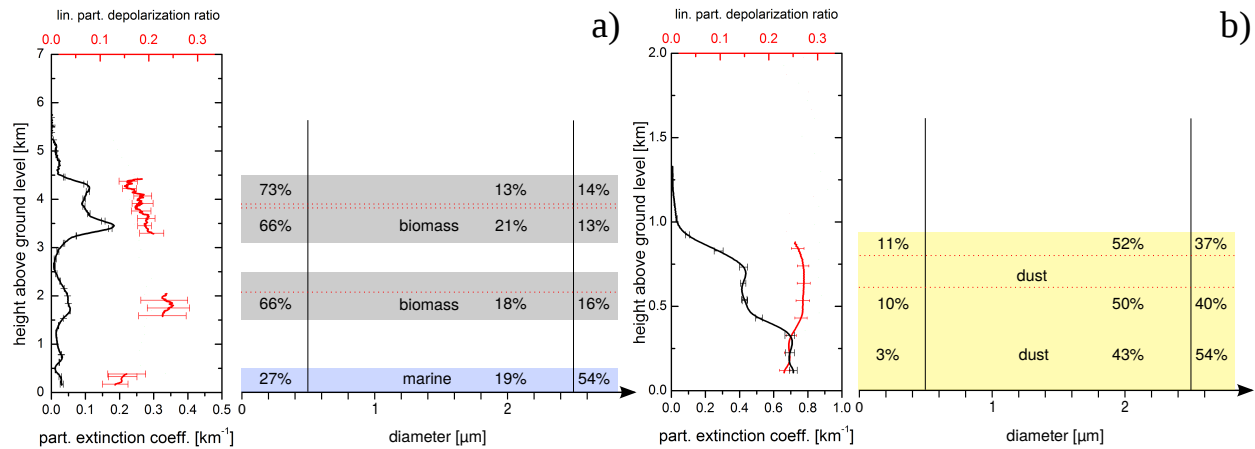 lin. part. depolarization ratio
0.0 0.1 0.2 0.3
a)
7
6
5
4
3
2
1
0
height above ground level [km]
73% 13% 14%
66% biomass 21% 13%
66% biomass 18% 16%
27% marine 19% 54%
0.0 0.1 0.2 0.3 0.4 0.5
part. extinction coeff. [km-1]
0 1 2
diameter [µm]
lin. part. depolarization ratio
0.0 0.1 0.2 0.3
b)
2.0
1.5
1.0
0.5
0.0
height above ground level [km]
11% 52% 37%
dust
10% 50% 40%
3% dust 43% 54%
0.0 0.2 0.4 0.6 0.8 1.0
part. extinction coeff. [km-1]
0 1 2
diameter [µm]